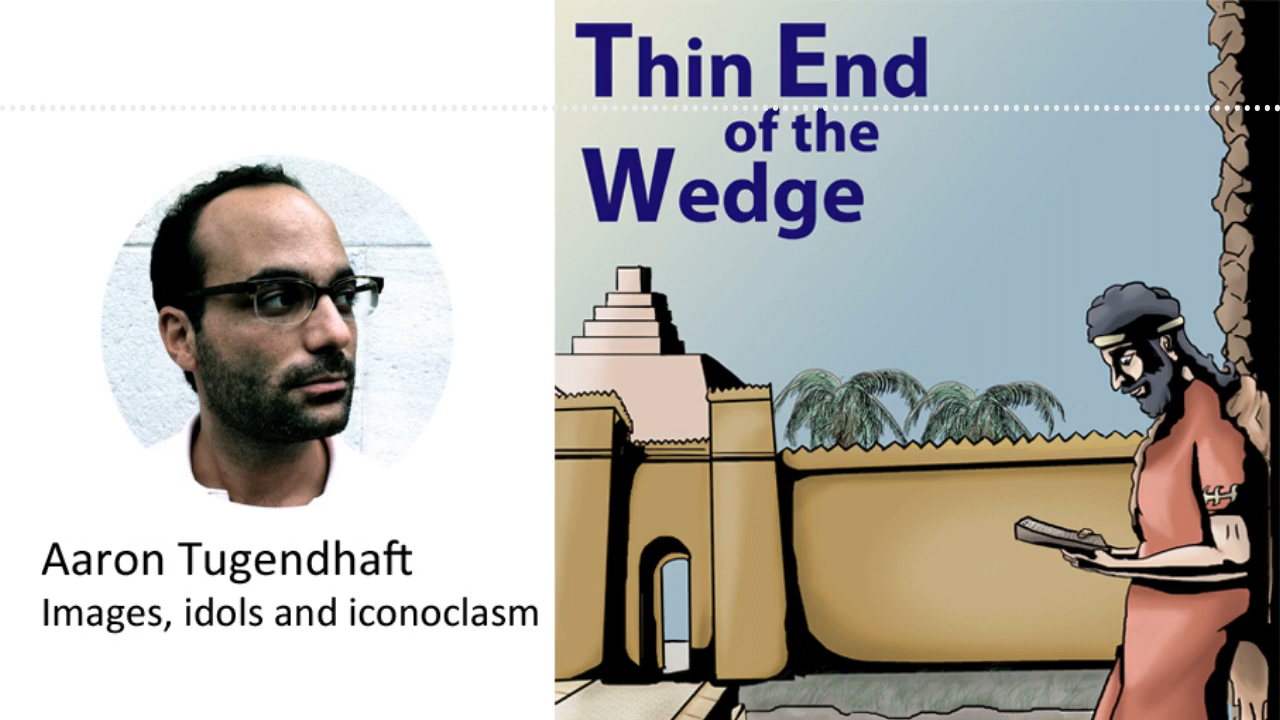 Thin End
of the
Wedge
Aaron Tugendhaft
Images, idols and iconoclasm